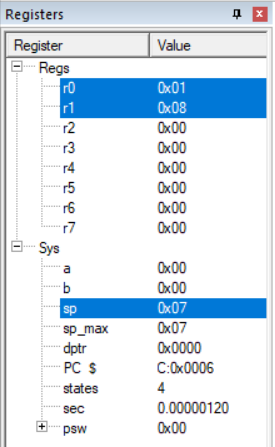 Registers
Register Value
Regs
r0 0x01
r1 0x08
r2 0x00
r3 0x00
r4 0x00
r5 0x00
r6 0x00
r7 0x00
Sys
a 0x00
b 0x00
sp 0x07
sp_max 0x07
dptr 0x0000
PC $ C:0x0006
states 4
sec 0.00000120
psw 0x00